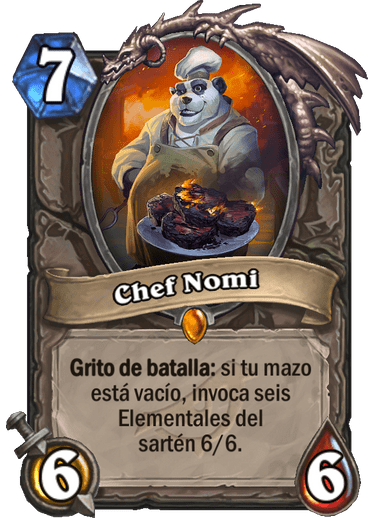 7
Chef Nomi
Grito de batalla: si tu mazo
está vacío, invoca seis
Elementales del
sartén 6/6.
6
6